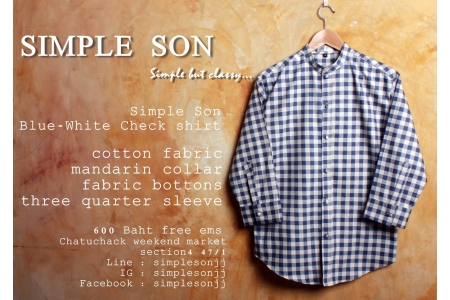 SIMPLE SON
Simple but classy...
Simple Son
Blue-White Check shirt
cotton fabric
mandarin collar
fabric bottons
three quarter sleeve
600 Baht free ems
Chatuchack weekend market
section4 47/1
Line : simplesonjj
IG : simplesonjj
Facebook : simplesonjj